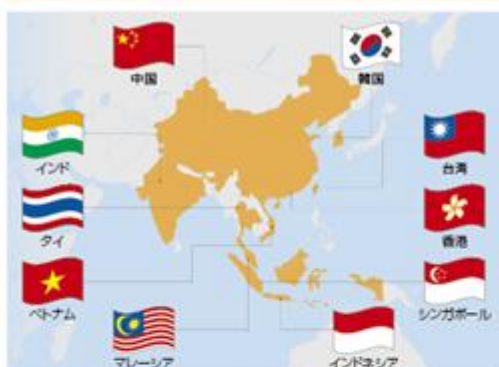 中国
韓国
インド
台湾
タイ
香港
ベトナム
シンガポール
マレーシア
インドネシア